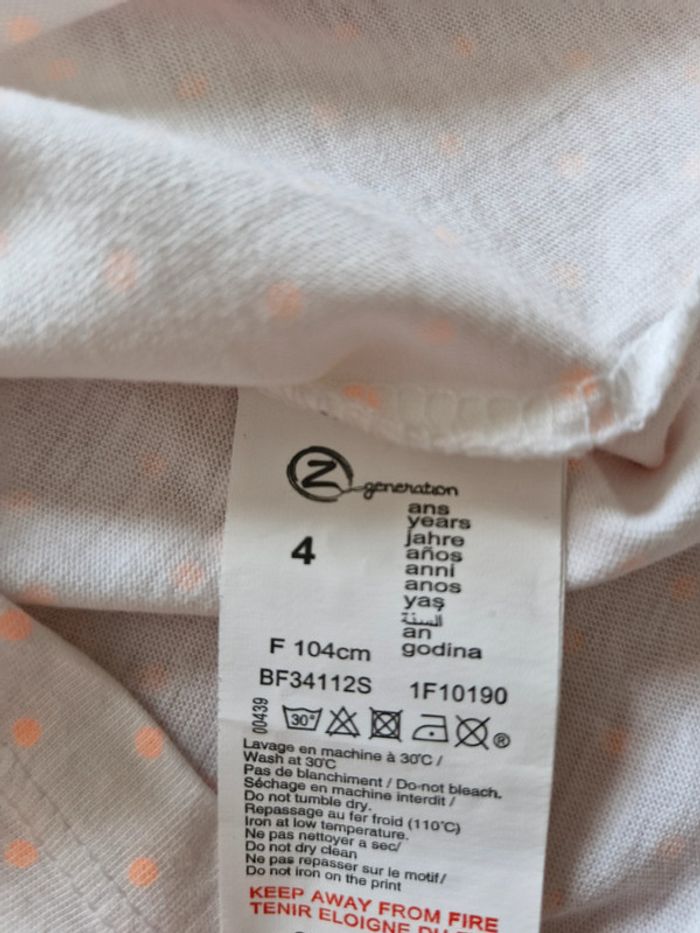 Z generation
ans
years
jahre
4
años
anni
anos
yaş
السنة
an
F 104cm
godina
BF34112S 1F10190
00439
30°
®
Lavage en machine à 30°C /
Wash at 30°C
Pas de blanchiment / Do not bleach.
Séchage en machine interdit /
Do not tumble dry.
Repassage au fer froid (110°C)
Iron at low temperature.
Ne pas nettoyer a sec/
Do not dry clean
Ne pas repasser sur le motif/
Do not iron on the print
KEEP AWAY FROM FIRE
TENIR ELOIGNE